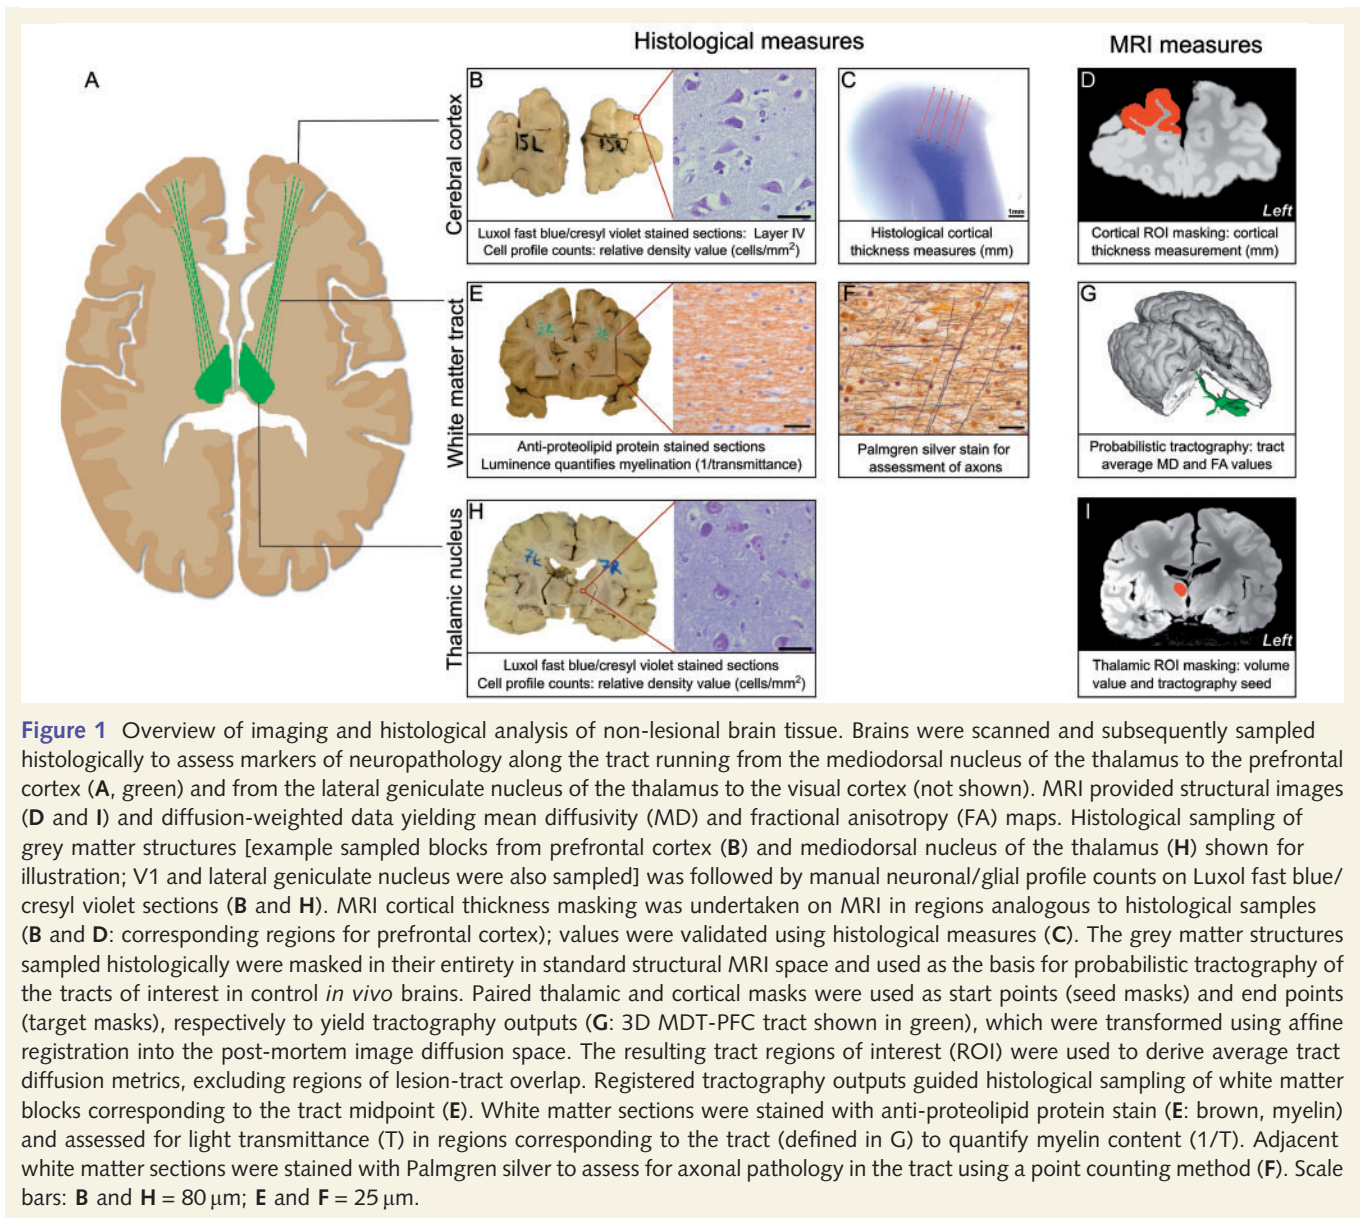 Histological measures
MRI measures
A
Cerebral cortex
B
15L
C
1mm
D
Left
Luxol fast blue/cresyl violet stained sections: Layer IV
Cell profile counts: relative density value (cells/mm²)
Histological cortical
thickness measures (mm)
Cortical ROI masking: cortical
thickness measurement (mm)
White matter tract
E
F
G
Anti-proteolipid protein stained sections
Luminence quantifies myelination (1/transmittance)
Palmgren silver stain for
assessment of axons
Probabilistic tractography: tract
average MD and FA values
Thalamic nucleus
H
7L
7R
I
Left
Luxol fast blue/cresyl violet stained sections
Cell profile counts: relative density value (cells/mm²)
Thalamic ROI masking: volume
value and tractography seed
Figure 1 Overview of imaging and histological analysis of non-lesional brain tissue. Brains were scanned and subsequently sampled
histologically to assess markers of neuropathology along the tract running from the mediodorsal nucleus of the thalamus to the prefrontal
cortex (A, green) and from the lateral geniculate nucleus of the thalamus to the visual cortex (not shown). MRI provided structural images
(D and I) and diffusion-weighted data yielding mean diffusivity (MD) and fractional anisotropy (FA) maps. Histological sampling of
grey matter structures [example sampled blocks from prefrontal cortex (B) and mediodorsal nucleus of the thalamus (H) shown for
illustration; V1 and lateral geniculate nucleus were also sampled] was followed by manual neuronal/glial profile counts on Luxol fast blue/
cresyl violet sections (B and H). MRI cortical thickness masking was undertaken on MRI in regions analogous to histological samples
(B and D: corresponding regions for prefrontal cortex); values were validated using histological measures (C). The grey matter structures
sampled histologically were masked in their entirety in standard structural MRI space and used as the basis for probabilistic tractography of
the tracts of interest in control in vivo brains. Paired thalamic and cortical masks were used as start points (seed masks) and end points
(target masks), respectively to yield tractography outputs (G: 3D MDT-PFC tract shown in green), which were transformed using affine
registration into the post-mortem image diffusion space. The resulting tract regions of interest (ROI) were used to derive average tract
diffusion metrics, excluding regions of lesion-tract overlap. Registered tractography outputs guided histological sampling of white matter
blocks corresponding to the tract midpoint (E). White matter sections were stained with anti-proteolipid protein stain (E: brown, myelin)
and assessed for light transmittance (T) in regions corresponding to the tract (defined in G) to quantify myelin content (1/T). Adjacent
white matter sections were stained with Palmgren silver to assess for axonal pathology in the tract using a point counting method (F). Scale
bars: B and H = 80 μm; E and F = 25 μm.